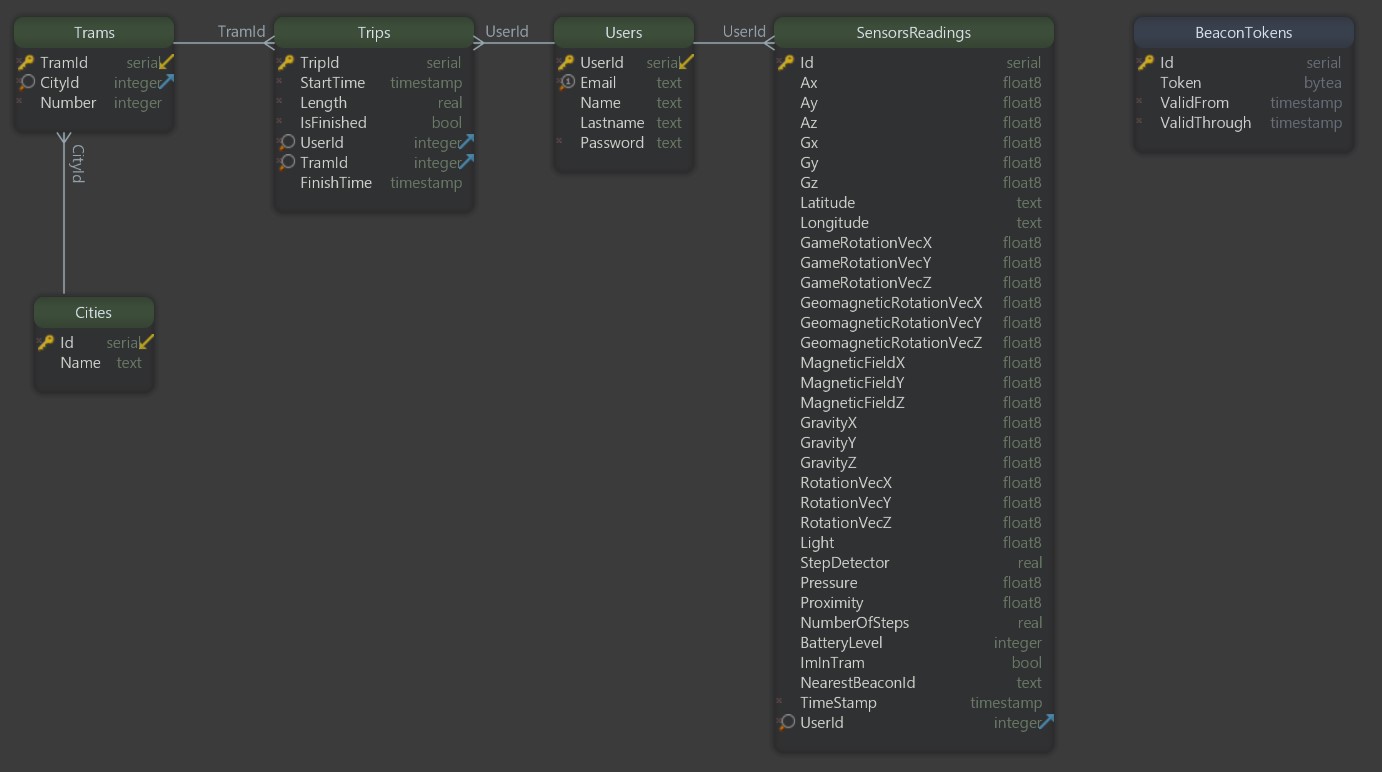 Trams
TramId serial
CityId integer
Number integer
TramId
Trips
TripId serial
StartTime timestamp
Length real
IsFinished bool
UserId integer
TramId integer
FinishTime timestamp
UserId
Users
UserId serial
Email text
Name text
Lastname text
Password text
UserId
SensorsReadings
Id serial
Ax float8
Ay float8
Az float8
Gx float8
Gy float8
Gz float8
Latitude text
Longitude text
GameRotationVecX float8
GameRotationVecY float8
GameRotationVecZ float8
GeomagneticRotationVecX float8
GeomagneticRotationVecY float8
GeomagneticRotationVecZ float8
MagneticFieldX float8
MagneticFieldY float8
MagneticFieldZ float8
GravityX float8
GravityY float8
GravityZ float8
RotationVecX float8
RotationVecY float8
RotationVecZ float8
Light float8
StepDetector real
Pressure float8
Proximity float8
NumberOfSteps real
BatteryLevel integer
ImInTram bool
NearestBeaconId text
TimeStamp timestamp
UserId integer
BeaconTokens
Id serial
Token bytea
ValidFrom timestamp
ValidThrough timestamp
CityId
Cities
Id serial
Name text